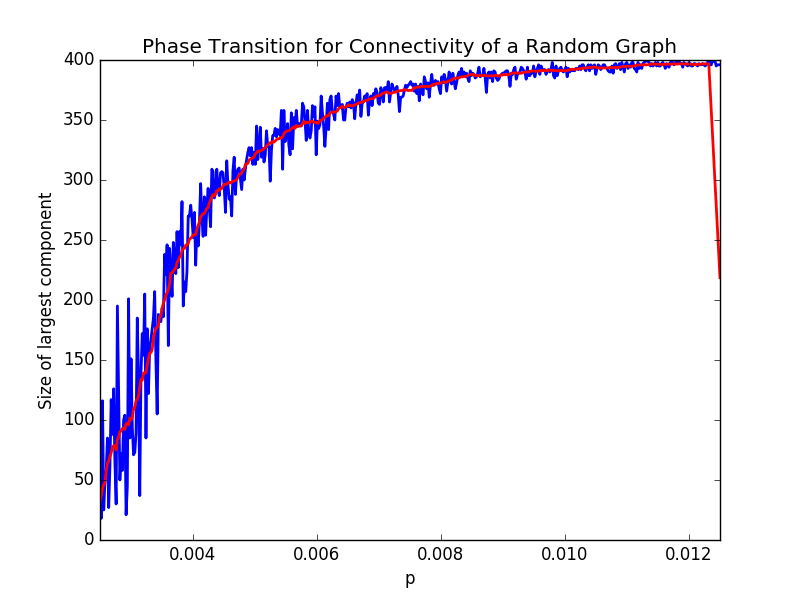 Phase Transition for Connectivity of a Random Graph
400
350
300
250
200
150
100
50
0
Size of largest component
0.004 0.006 0.008 0.010 0.012
p